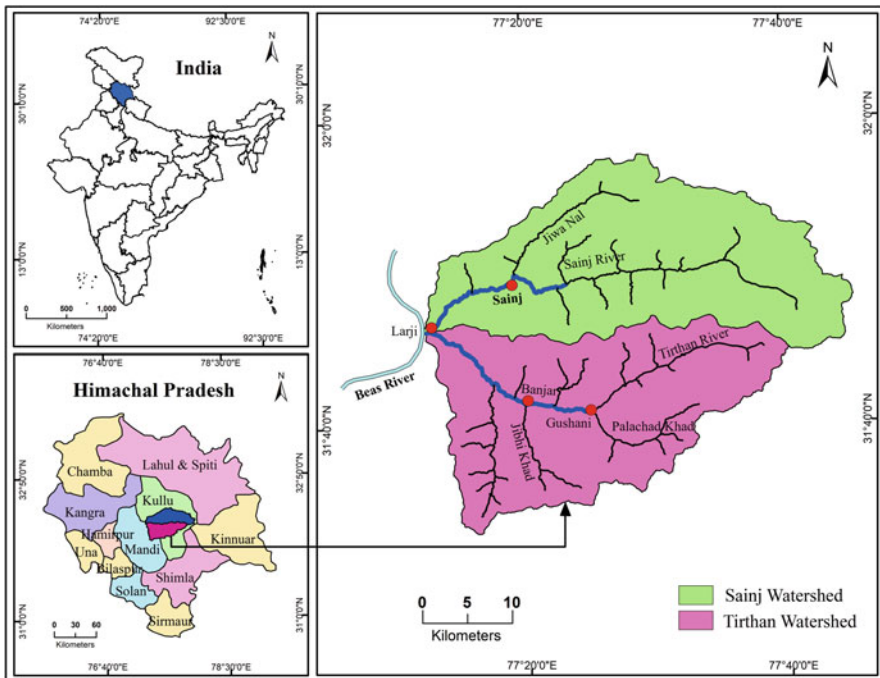 74°20'0"E 92°30'0"E
N
India
30°10'0"N
30°10'0"N
13°0'0"N
13°0'0"N
0 500 1,000
Kilometers
74°20'0"E 92°30'0"E
76°40'0"E 78°30'0"E
Himachal Pradesh
N
32°50'0"N
32°50'0"N
Chamba
Lahul & Spiti
Kangra
Kullu
Hamirpur
Una
Mandi
Kinnuar
Bilaspur
Shimla
Solan
Sirmaur
31°0'0"N
31°0'0"N
0 30 60
Kilometers
76°40'0"E 78°30'0"E
77°20'0"E 77°40'0"E
N
32°0'0"N
32°0'0"N
Jiwa Nal
Sainj River
Sainj
Larji
Tirthan River
Beas River
Banjar
Gushani
Palachad Khad
Jibhi Khad
31°40'0"N
31°40'0"N
0 5 10
Kilometers
Sainj Watershed
Tirthan Watershed
77°20'0"E 77°40'0"E